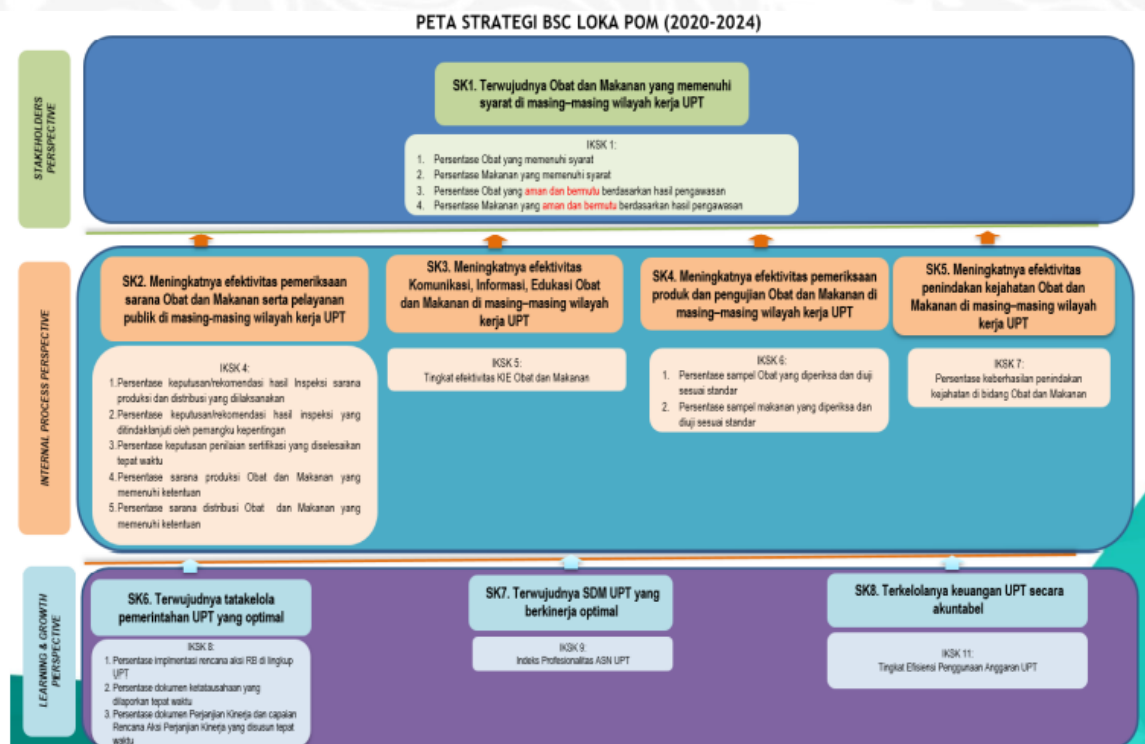 PETA STRATEGI BSC LOKA POM (2020-2024)
STAKEHOLDERS
PERSPECTIVE
SK1. Terwujudnya Obat dan Makanan yang memenuhi
syarat di masing–masing wilayah kerja UPT
IKSK 1:
1. Persentase Obat yang memenuhi syarat
2. Persentase Makanan yang memenuhi syarat
3. Persentase Obat yang aman dan bermutu berdasarkan hasil pengawasan
4. Persentase Makanan yang aman dan bermutu berdasarkan hasil pengawasan
INTERNAL PROCESS PERSPECTIVE
SK2. Meningkatnya efektivitas pemeriksaan
sarana Obat dan Makanan serta pelayanan
publik di masing-masing wilayah kerja UPT
IKSK 4:
1.Persentase keputusan/rekomendasi hasil Inspeksi sarana
produksi dan distribusi yang dilaksanakan
2.Persentase keputusan/rekomendasi hasil inspeksi yang
ditindaklanjuti oleh pemangku kepentingan
3.Persentase keputusan penilaian sertifikasi yang diselesaikan
tepat waktu
4.Persentase sarana produksi Obat dan Makanan yang
memenuhi ketentuan
5.Persentase sarana distribusi Obat dan Makanan yang
memenuhi ketentuan
SK3. Meningkatnya efektivitas
Komunikasi, Informasi, Edukasi Obat
dan Makanan di masing–masing wilayah
kerja UPT
IKSK 5:
Tingkat efektivitas KIE Obat dan Makanan
SK4. Meningkatnya efektivitas pemeriksaan
produk dan pengujian Obat dan Makanan di
masing–masing wilayah kerja UPT
IKSK 6:
1. Persentase sampel Obat yang diperiksa dan diuji
sesuai standar
2. Persentase sampel makanan yang diperiksa dan
diuji sesuai standar
SK5. Meningkatnya efektivitas
penindakan kejahatan Obat dan
Makanan di masing–masing wilayah
kerja UPT
IKSK 7:
Persentase keberhasilan penindakan
kejahatan di bidang Obat dan Makanan
LEARNING & GROWTH
PERSPECTIVE
SK6. Terwujudnya tatakelola
pemerintahan UPT yang optimal
IKSK 8:
1. Persentase implmentasi rencana aksi RB di lingkup
UPT
2. Persentase dokumen ketatausahaan yang
dilaporkan tepat waktu
3. Persentase dokumen Perjanjian Kinerja dan capaian
Rencana Aksi Perjanjian Kinerja yang disusun tepat
waktu
SK7. Terwujudnya SDM UPT yang
berkinerja optimal
IKSK 9:
Indeks Profesionalitas ASN UPT
SK8. Terkelolanya keuangan UPT secara
akuntabel
IKSK 11:
Tingkat Efisiensi Penggunaan Anggaran UPT